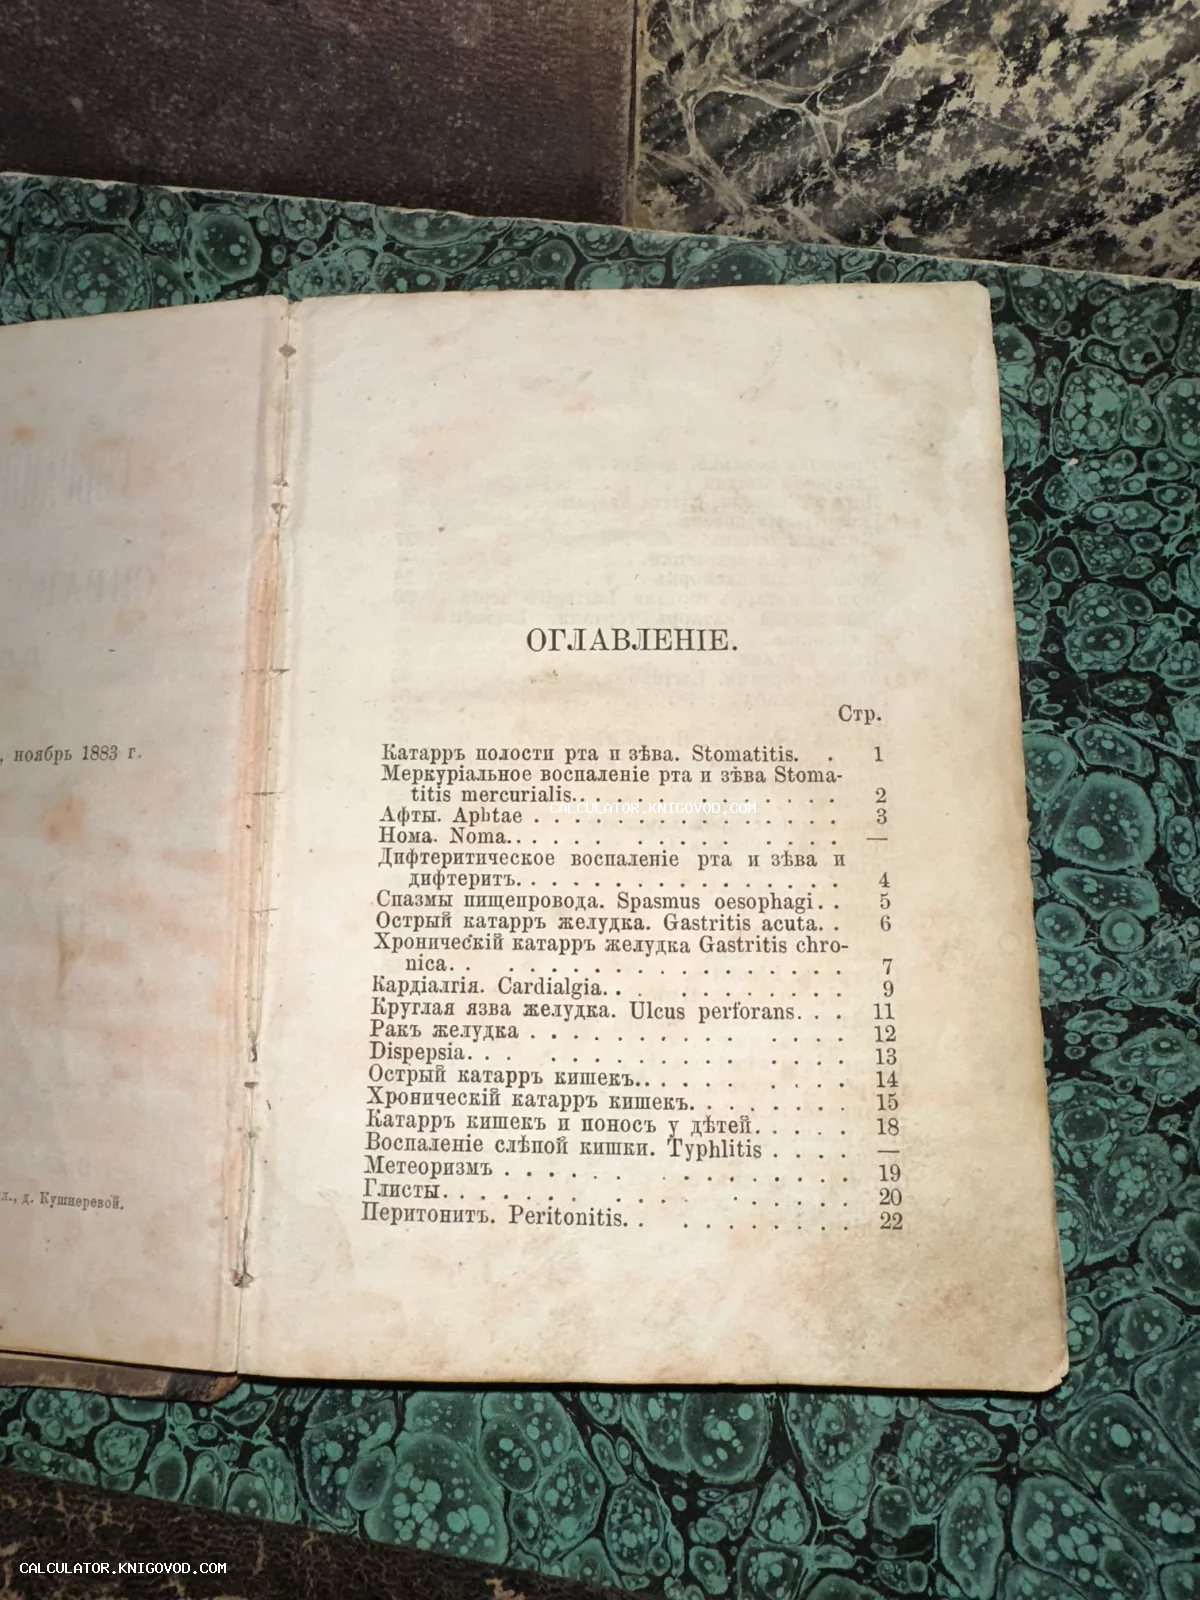 , ноябрь 1883 г.
л., д. Кушнеревой.
ОГЛАВЛЕНІЕ.
Стр.
Катарръ полости рта и зѣва. Stomatitis. . 1
Меркуріальное воспаленіе рта и зѣва Stoma-
titis mercurialis. . . . . . . . . . . . . 2
Афты. Aphtae . . . . . . . . . . . . . . . 3
Нома. Noma. . . . . . . . . . . . . . . —
Дифтеритическое воспаленіе рта и зѣва и
дифтеритъ. . . . . . . . . . . . . . . . 4
Спазмы пищепровода. Spasmus oesophagi. . 5
Острый катарръ желудка. Gastritis acuta. . 6
Хроническій катарръ желудка Gastritis chro-
nica. . . . . . . . . . . . . . . . . 7
Кардіалгія. Cardialgia. . . . . . . . . . 9
Круглая язва желудка. Ulcus perforans. . . 11
Ракъ желудка . . . . . . . . . . . . . . 12
Dispepsia. . . . . . . . . . . . . . . . 13
Острый катарръ кишекъ. . . . . . . . . . 14
Хроническій катарръ кишекъ. . . . . . . . 15
Катарръ кишекъ и поносъ у дѣтей. . . . . 18
Воспаленіе слѣпой кишки. Typhlitis . . . . —
Метеоризмъ . . . . . . . . . . . . . . . 19
Глисты. . . . . . . . . . . . . . . . . . 20
Перитонитъ. Peritonitis. . . . . . . . . . 22
CALCULATOR.KNIGOVOD.COM
CALCULATOR.KNIGOVOD.COM